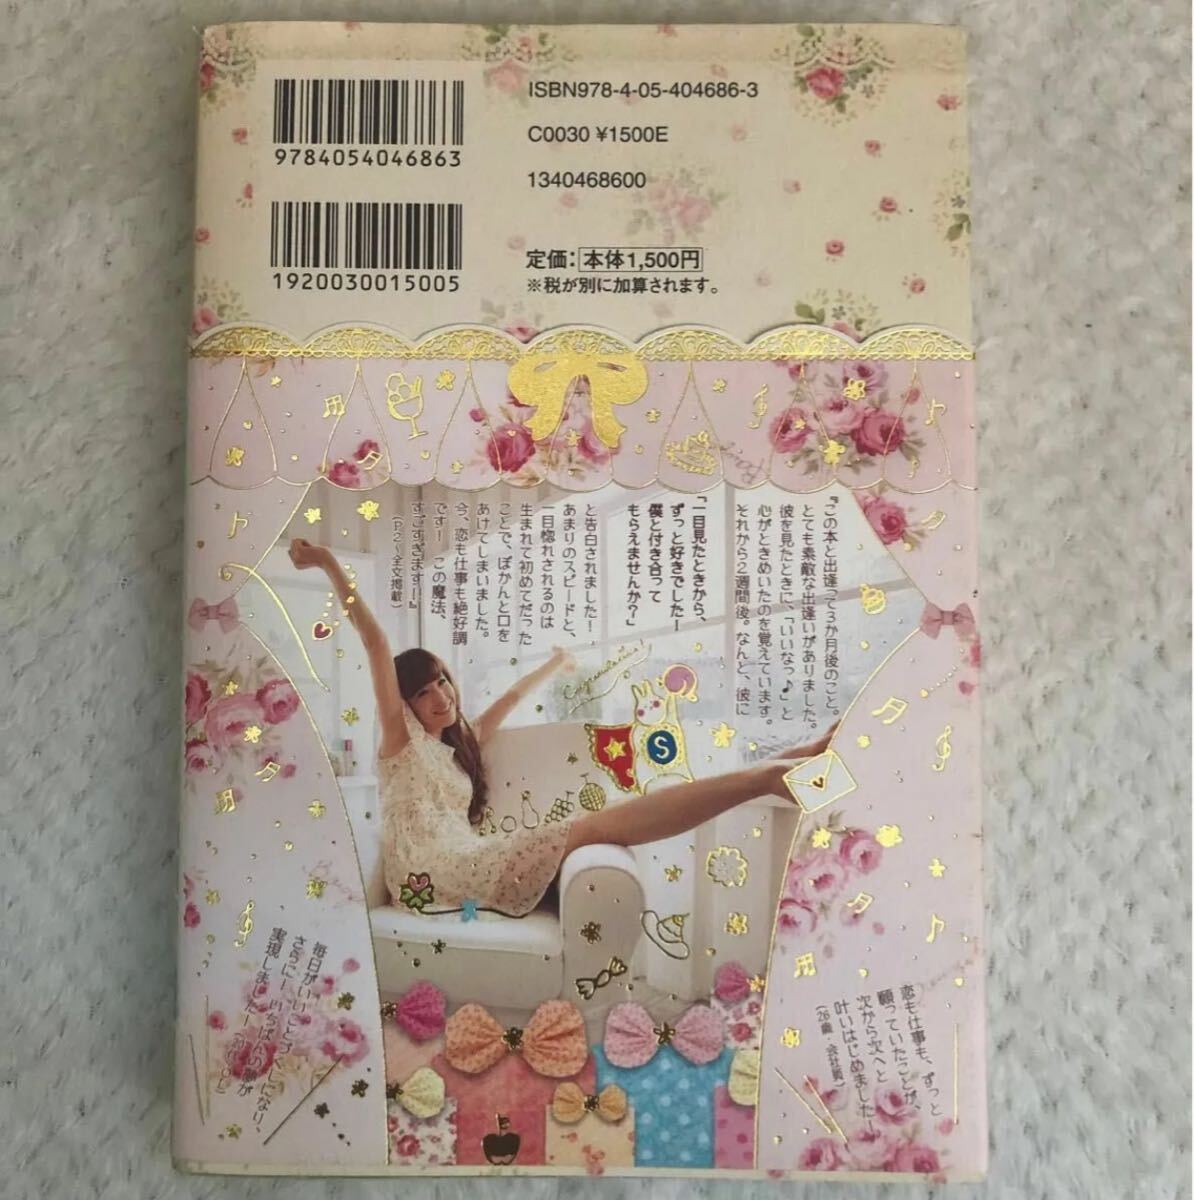 ISBN978-4-05-404686-3
C0030 ¥1500E
1340468600
9784054046863
1920030015005
定価:本体1,500円
※税が別に加算されます。
『この本と出逢って3か月後のこと。
とても素敵な出逢いがありました。
彼を見たときに、「いいなっ♪」と
心がときめいたのを覚えています。
それから2週間後。なんと、彼に
「一目見たときから、
ずっと好きでした!
僕と付き合って
もらえませんか?」
と告白されました!
あまりのスピードと、
一目惚れされるのは
生まれて初めてだった
ことで、ぽかんと口を
あけてしまいました。
今、恋も仕事も絶好調
です! この魔法、
すごすぎます!!』
(P2〜全文掲載)
Congratulations!
S
恋も仕事も、ずっと
願っていたことが、
次から次へと
叶いはじめました!
(26歳・会社員)
毎日がいいことづくしになり、
さらに! いちばんの願が
実現しました!